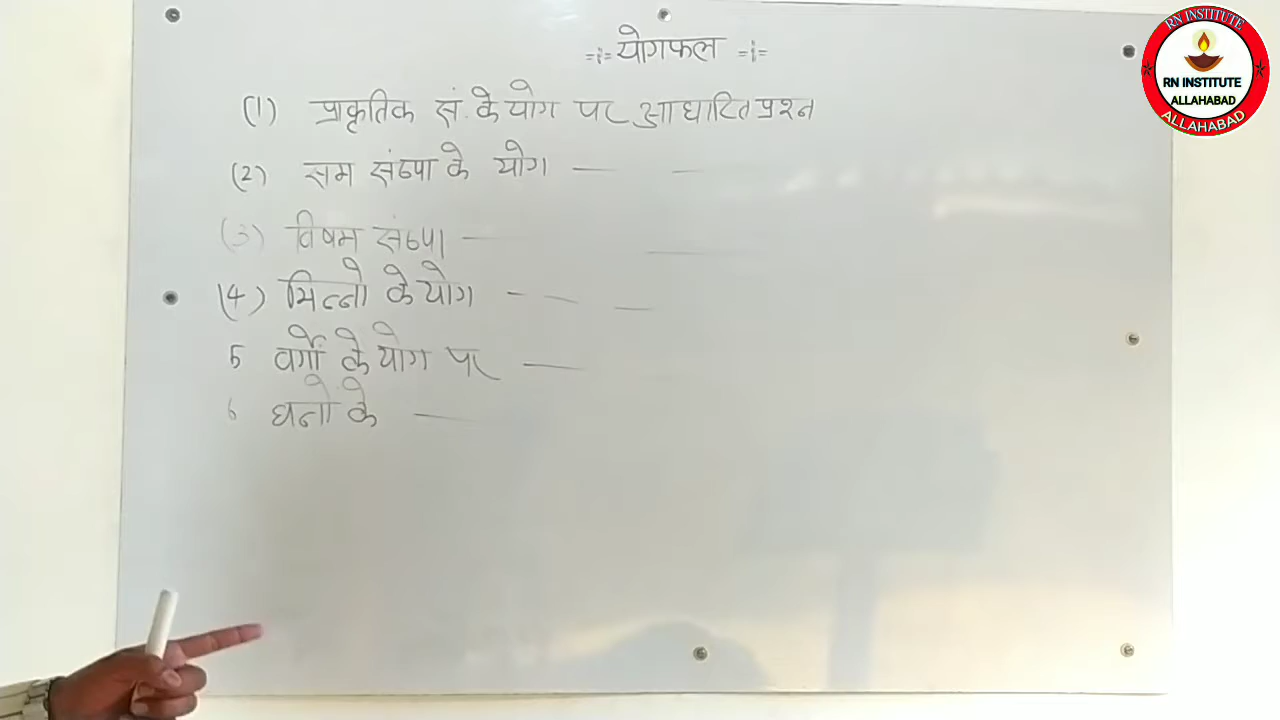 =:= योगफल =:=
(1) प्राकृतिक सं. के योग पर आधारित प्रश्न
(2) सम संख्या के योग — —
(3) विषम संख्या — —
(4) भिन्नो के योग - - —
5 वर्गो के योग पर —
6 घनों के —
RN INSTITUTE
RN INSTITUTE
ALLAHABAD
ALLAHABAD